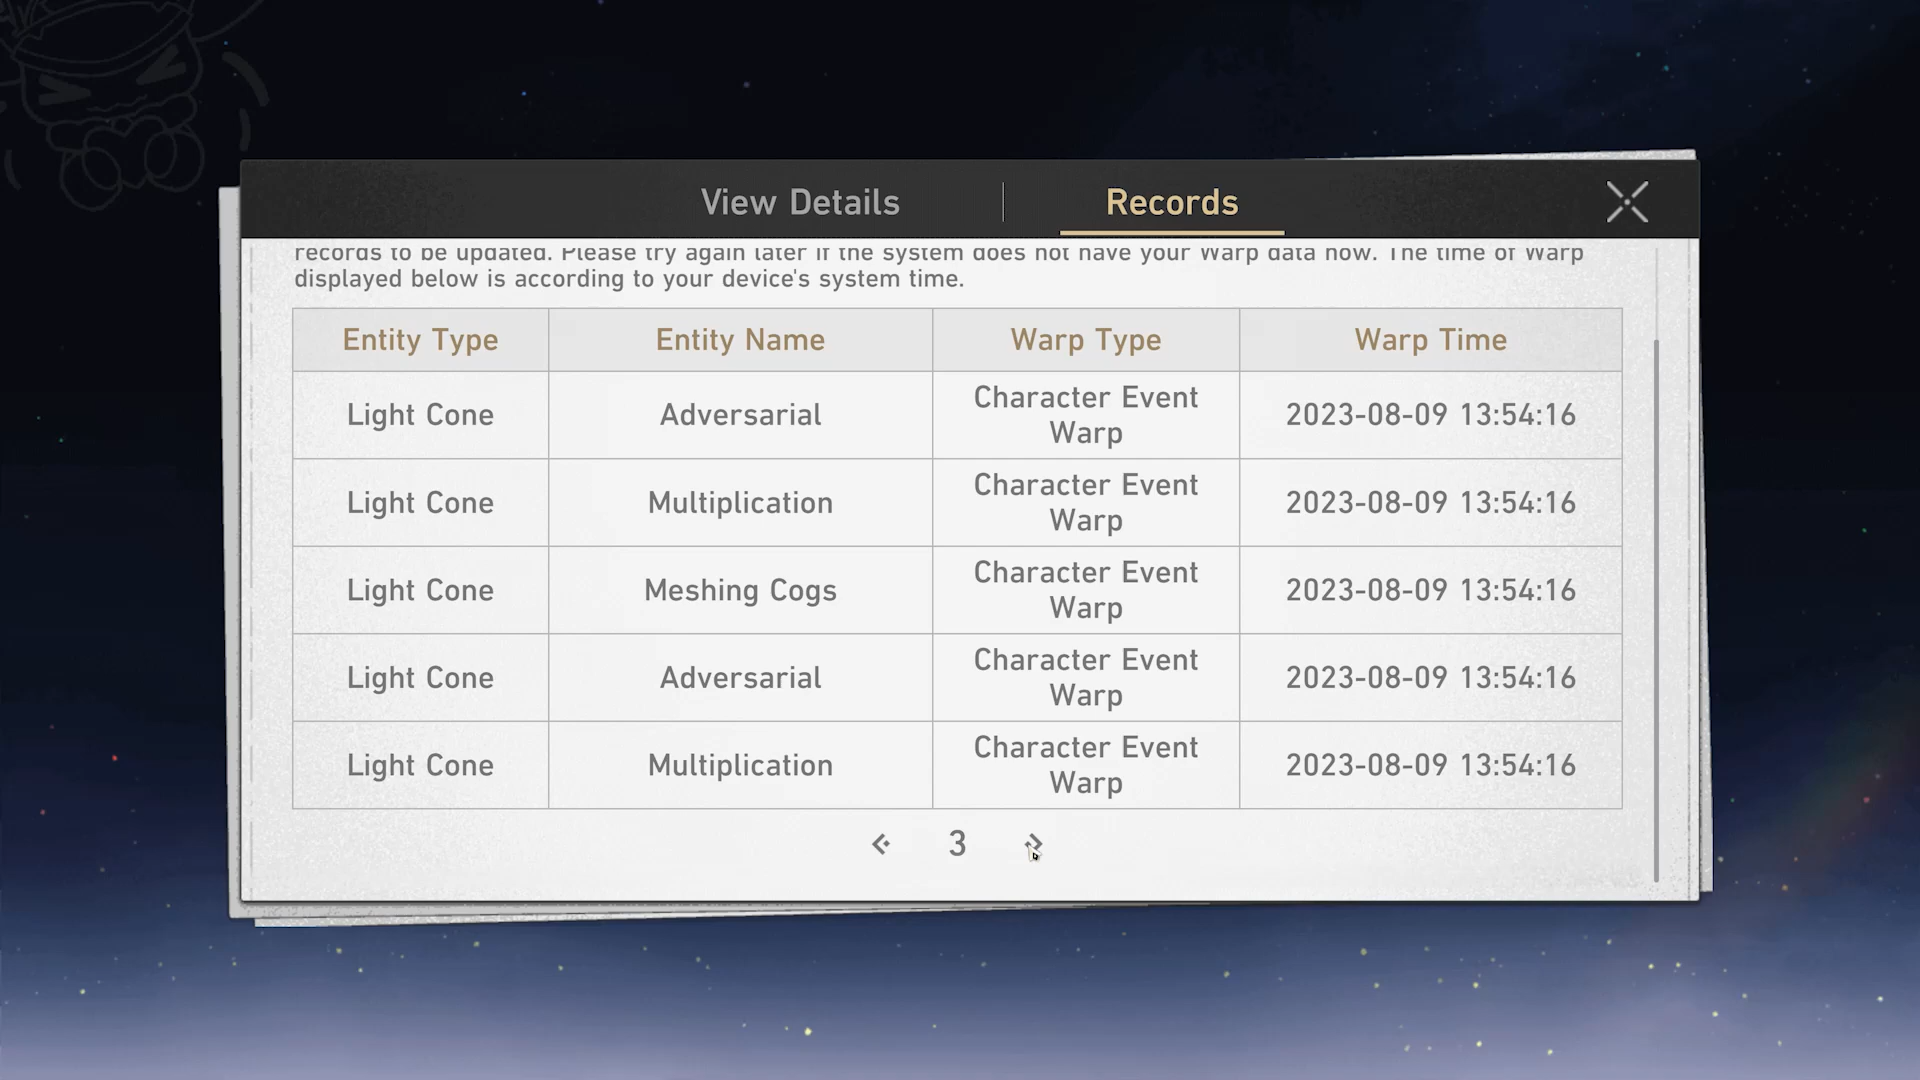 View Details
Records
records to be updated. Please try again later if the system does not have your Warp data now. The time of Warp
displayed below is according to your device's system time.
Entity Type Entity Name Warp Type Warp Time
Light Cone Adversarial Character Event Warp 2023-08-09 13:54:16
Light Cone Multiplication Character Event Warp 2023-08-09 13:54:16
Light Cone Meshing Cogs Character Event Warp 2023-08-09 13:54:16
Light Cone Adversarial Character Event Warp 2023-08-09 13:54:16
Light Cone Multiplication Character Event Warp 2023-08-09 13:54:16
3